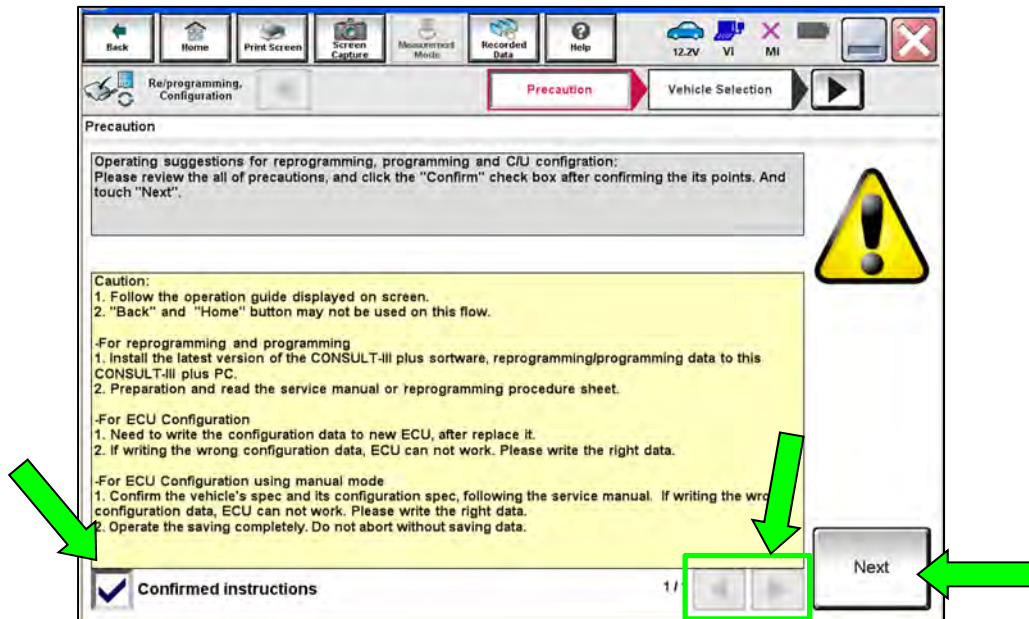 Back
Home
Print Screen
Screen
Capture
Measurement
Mode
Recorded
Data
Help
12.2V
VI
MI
Re/programming,
Configuration
Precaution
Vehicle Selection
Precaution
Operating suggestions for reprogramming, programming and C/U configration:
Please review the all of precautions, and click the "Confirm" check box after confirming the its points. And
touch "Next".
Caution:
1. Follow the operation guide displayed on screen.
2. "Back" and "Home" button may not be used on this flow.
-For reprogramming and programming
1. Install the latest version of the CONSULT-III plus sortware, reprogramming/programming data to this
CONSULT-III plus PC.
2. Preparation and read the service manual or reprogramming procedure sheet.
-For ECU Configuration
1. Need to write the configuration data to new ECU, after replace it.
2. If writing the wrong configuration data, ECU can not work. Please write the right data.
-For ECU Configuration using manual mode
1. Confirm the vehicle's spec and its configuration spec, following the service manual. If writing the wro
configuration data, ECU can not work. Please write the right data.
2. Operate the saving completely. Do not abort without saving data.
Confirmed instructions
1/
Next